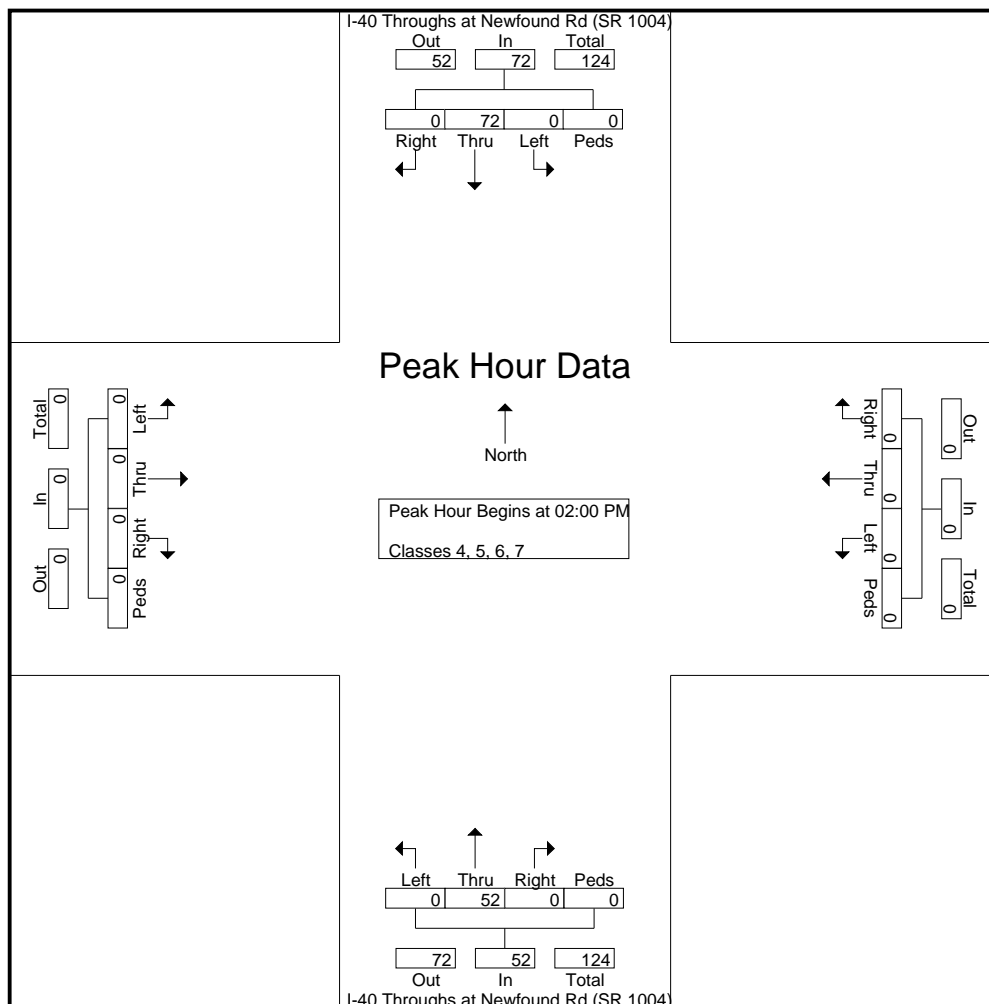 I-40 Throughs at Newfound Rd (SR 1004)
Out In Total
52 72 124
0 72 0 0
Right Thru Left Peds
Peak Hour Data
North
Peak Hour Begins at 02:00 PM
Classes 4, 5, 6, 7
Total In Out
0 0 0
0 0 0 0
Left Thru Right Peds
Out In Total
0 0 0
Right Thru Left Peds
0 0 0 0
Left Thru Right Peds
0 52 0 0
72 52 124
Out In Total
I-40 Throughs at Newfound Rd (SR 1004)